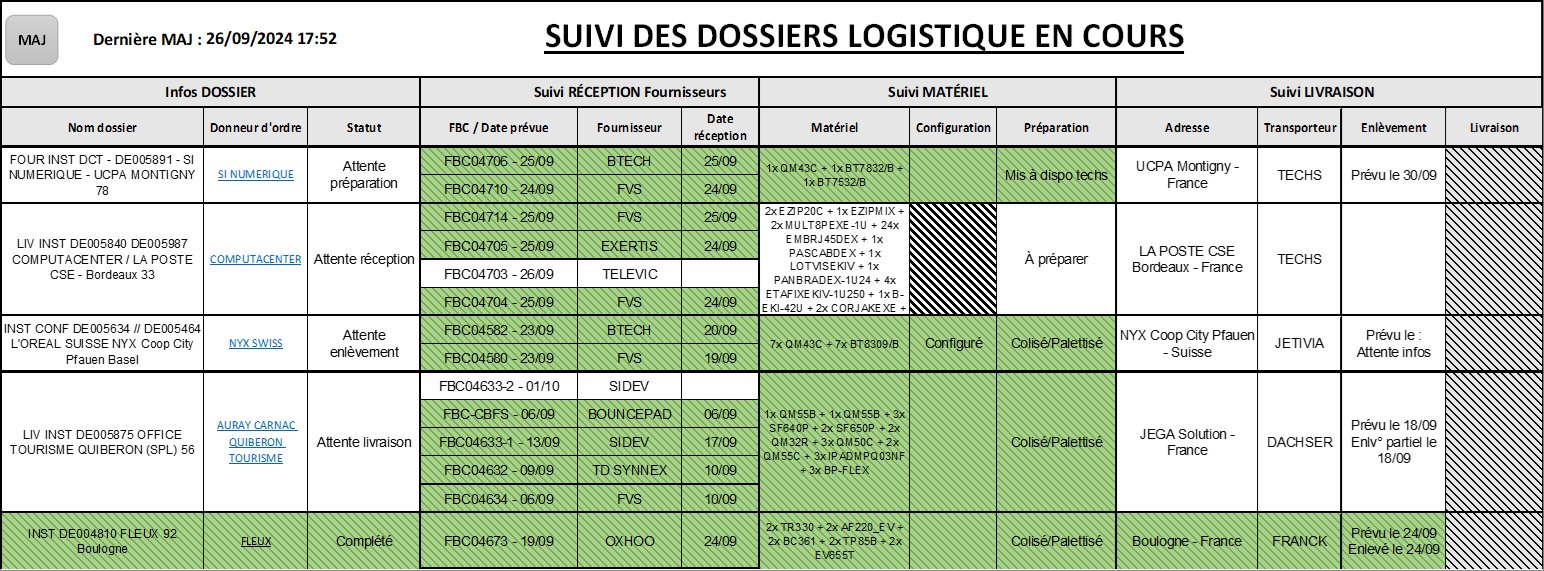 MAJ
Dernière MAJ : 26/09/2024 17:52
SUIVI DES DOSSIERS LOGISTIQUE EN COURS
Infos DOSSIER
Suivi RÉCEPTION Fournisseurs
Suivi MATÉRIEL
Suivi LIVRAISON
Nom dossier
Donneur d'ordre
Statut
FBC / Date prévue
Fournisseur
Date
réception
Matériel
Configuration
Préparation
Adresse
Transporteur
Enlèvement
Livraison
FOUR INST DCT - DE005891 - SI
NUMERIQUE - UCPA MONTIGNY
78
SI NUMERIQUE
Attente
préparation
FBC04706 - 25/09
BTECH
25/09
FBC04710 - 24/09
FVS
24/09
1x QM43C + 1x BT7832/B +
1x BT7532/B
Mis à dispo techs
UCPA Montigny -
France
TECHS
Prévu le 30/09
LIV INST DE005840 DE005987
COMPUTACENTER / LA POSTE
CSE - Bordeaux 33
COMPUTACENTER
Attente réception
FBC04714 - 25/09
FVS
25/09
FBC04705 - 25/09
EXERTIS
24/09
FBC04703 - 26/09
TELEVIC
FBC04704 - 25/09
FVS
24/09
2x EZIP20C + 1x EZIPMIX +
2x MULT8PEXE-1U + 24x
EMBRJ45DEX + 1x
PASCABDEX + 1x
LOTVISEKIV + 1x
PANBRADEX-1U24 + 4x
ETAFIXEKIV-1U250 + 1x B-
EKI-42U + 2x CORJAKEXE +
À préparer
LA POSTE CSE
Bordeaux - France
TECHS
INST CONF DE005634 // DE005464
L'OREAL SUISSE NYX Coop City
Pfauen Basel
NYX SWISS
Attente
enlèvement
FBC04582 - 23/09
BTECH
20/09
FBC04580 - 23/09
FVS
19/09
7x QM43C + 7x BT8309/B
Configuré
Colisé/Palettisé
NYX Coop City Pfauen
- Suisse
JETIVIA
Prévu le :
Attente infos
LIV INST DE005875 OFFICE
TOURISME QUIBERON (SPL) 56
AURAY CARNAC
QUIBERON
TOURISME
Attente livraison
FBC04633-2 - 01/10
SIDEV
FBC-CBFS - 06/09
BOUNCEPAD
06/09
FBC04633-1 - 13/09
SIDEV
17/09
FBC04632 - 09/09
TD SYNNEX
10/09
FBC04634 - 06/09
FVS
10/09
1x QM55B + 1x QM55B + 3x
SF640P + 2x SF650P + 2x
QM32R + 3x QM50C + 2x
QM55C + 3x IPADMPQ03NF
+ 3x BP-FLEX
Colisé/Palettisé
JEGA Solution -
France
DACHSER
Prévu le 18/09
Enlv° partiel le
18/09
INST DE004810 FLEUX 92
Boulogne
FLEUX
Complété
FBC04673 - 19/09
OXHOO
24/09
2x TR330 + 2x AF220_EV +
2x BC361 + 2x TP85B + 2x
EV655T
Colisé/Palettisé
Boulogne - France
FRANCK
Prévu le 24/09
Enlevé le 24/09